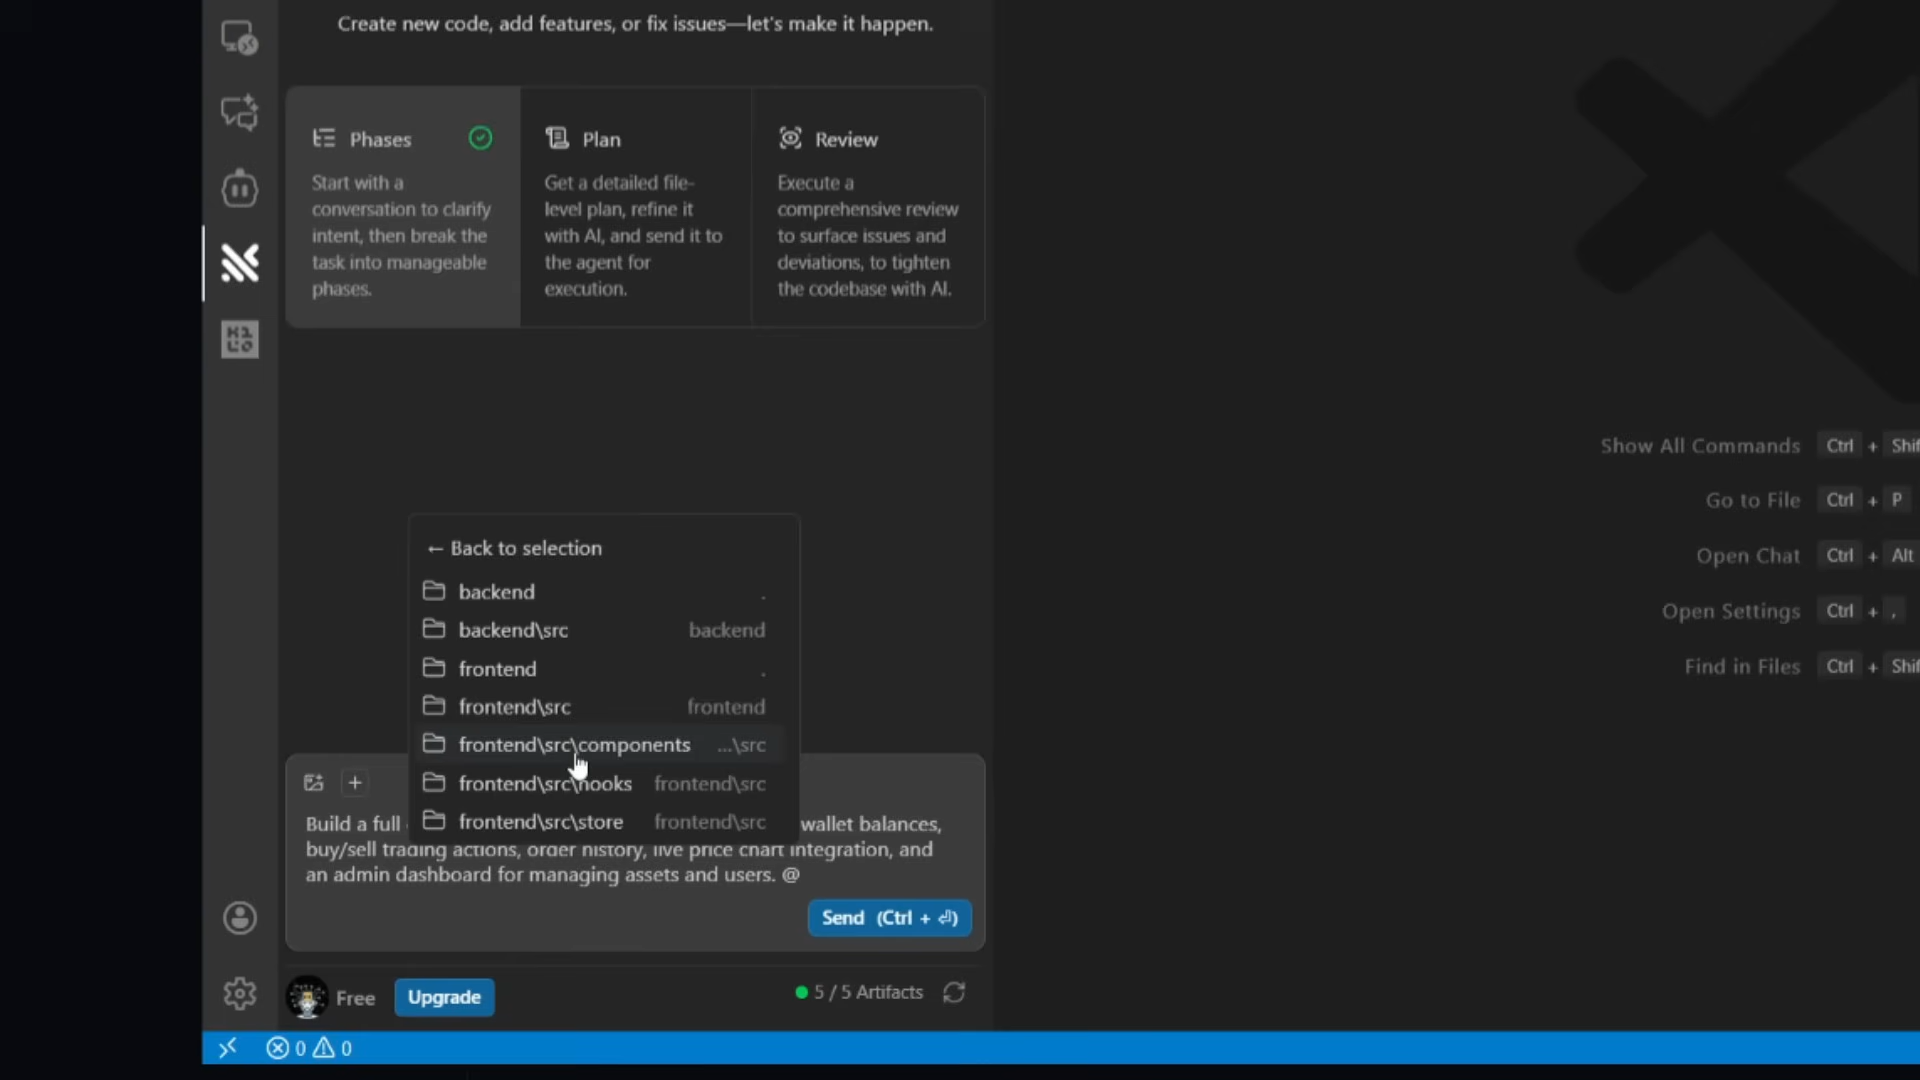 Create new code, add features, or fix issues—let's make it happen.
Phases
Start with a
conversation to clarify
intent, then break the
task into manageable
phases.
Plan
Get a detailed file-
level plan, refine it
with AI, and send it to
the agent for
execution.
Review
Execute a
comprehensive review
to surface issues and
deviations, to tighten
the codebase with AI.
Show All Commands Ctrl + Shif
Go to File Ctrl + P
Open Chat Ctrl + Alt
Open Settings Ctrl + ,
Find in Files Ctrl + Shif
← Back to selection
backend .
backend\src backend
frontend .
frontend\src frontend
frontend\src\components ...\src
frontend\src\hooks frontend\src
frontend\src\store frontend\src
Build a full wallet balances,
buy/sell trading actions, order history, live price chart integration, and
an admin dashboard for managing assets and users. @
Send (Ctrl + ⏎)
Free Upgrade 5 / 5 Artifacts
0 0